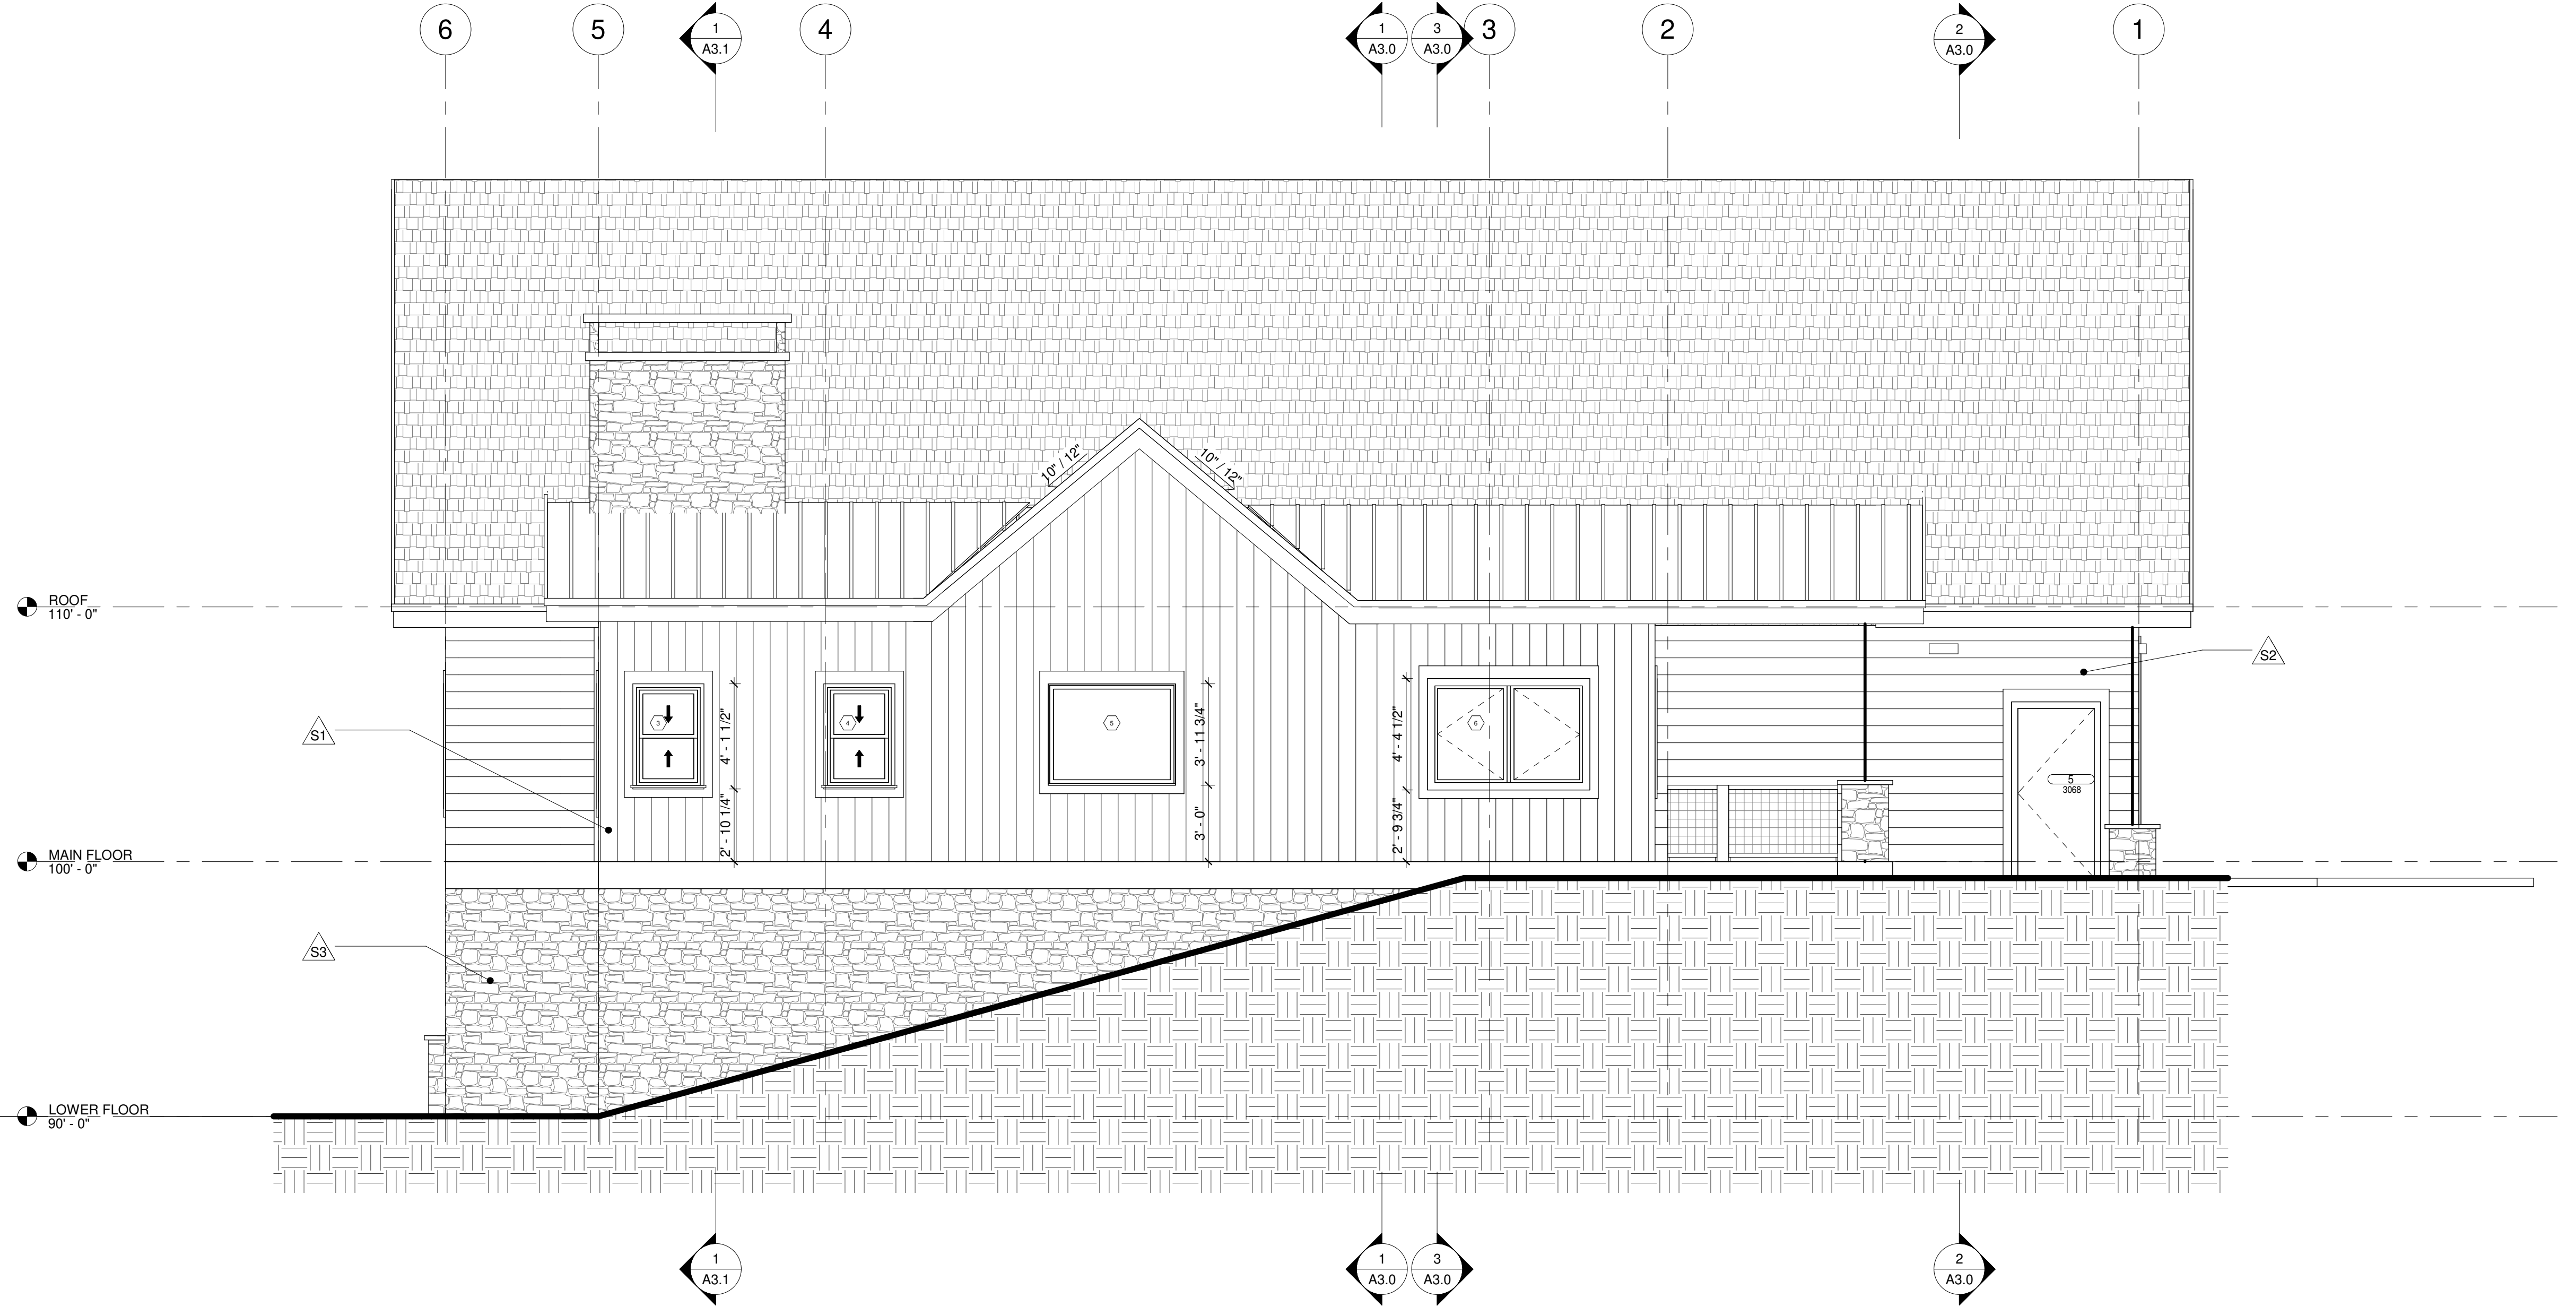 6
5
1
A3.1
4
1
A3.0
3
A3.0
3
2
2
A3.0
1
10" / 12"
10" / 12"
ROOF
110' - 0"
S1
S2
3
4
5
6
4' - 1 1/2"
2' - 10 1/4"
3' - 11 3/4"
3' - 0"
4' - 4 1/2"
2' - 9 3/4"
5
3068
MAIN FLOOR
100' - 0"
S3
LOWER FLOOR
90' - 0"
1
A3.1
1
A3.0
3
A3.0
2
A3.0